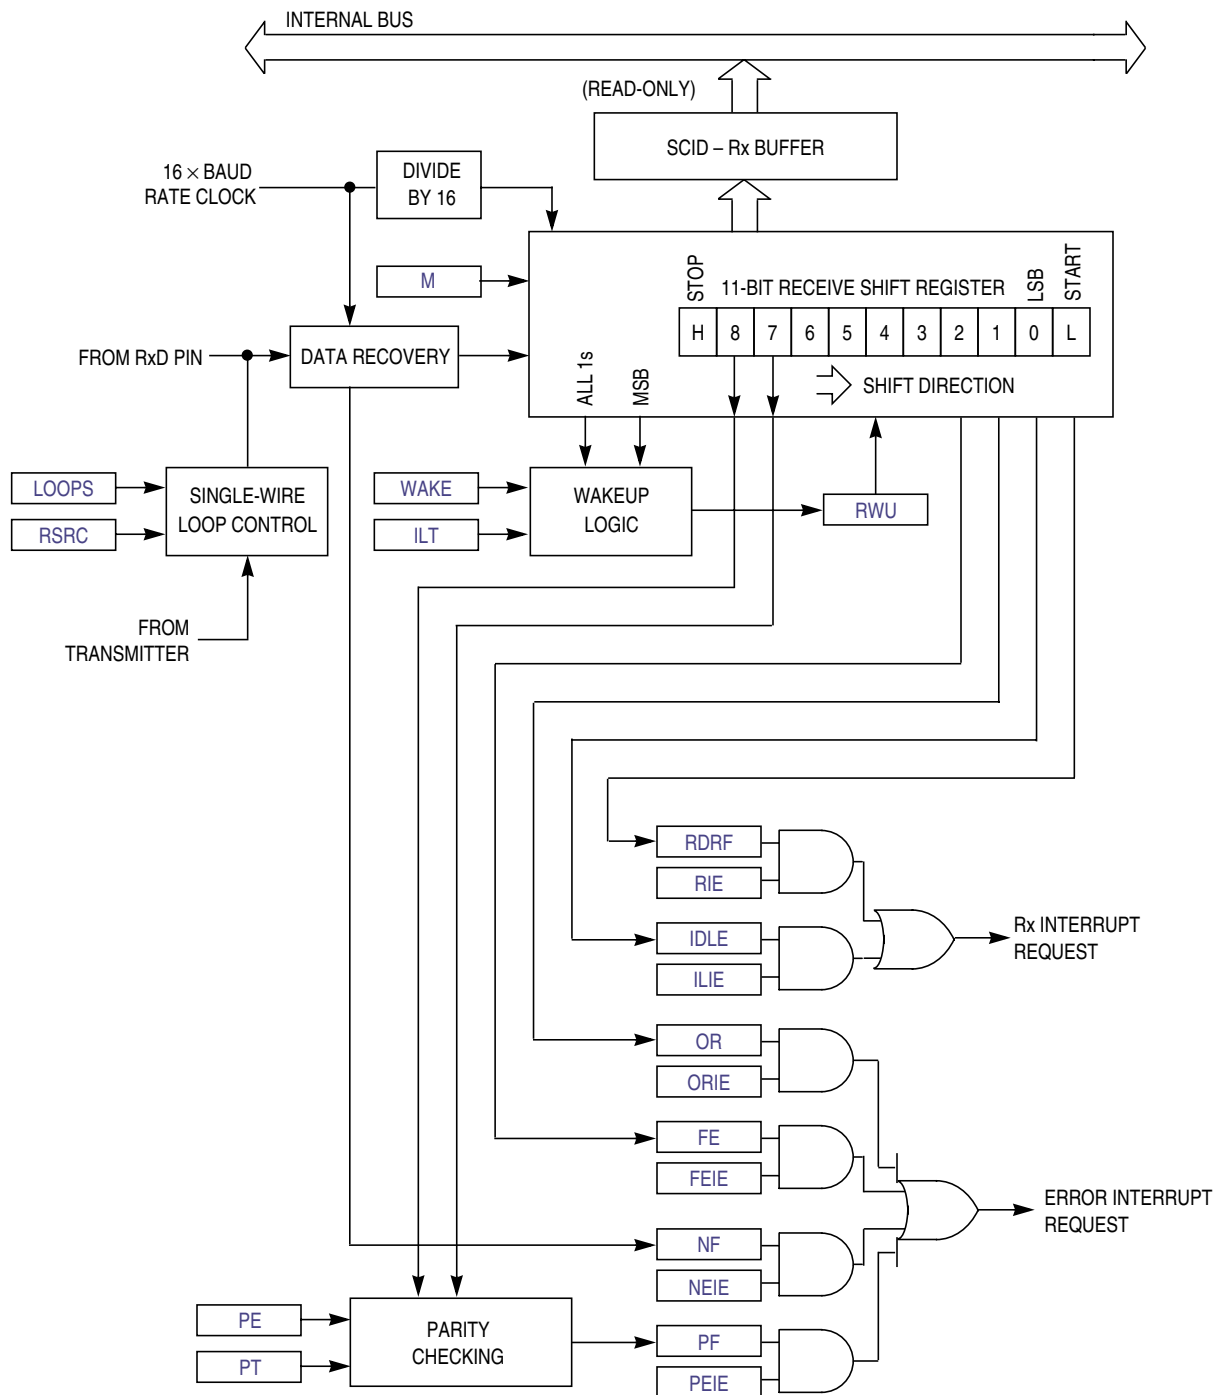 INTERNAL BUS
(READ-ONLY)
SCID – Rx BUFFER
16 × BAUD
RATE CLOCK
DIVIDE
BY 16
M
STOP
11-BIT RECEIVE SHIFT REGISTER
LSB
START
H 8 7 6 5 4 3 2 1 0 L
FROM RxD PIN
DATA RECOVERY
ALL 1s
MSB
SHIFT DIRECTION
LOOPS
RSRC
SINGLE-WIRE
LOOP CONTROL
WAKE
ILT
WAKEUP
LOGIC
RWU
FROM
TRANSMITTER
RDRF
RIE
IDLE
ILIE
Rx INTERRUPT
REQUEST
OR
ORIE
FE
FEIE
ERROR INTERRUPT
REQUEST
NF
NEIE
PE
PT
PARITY
CHECKING
PF
PEIE